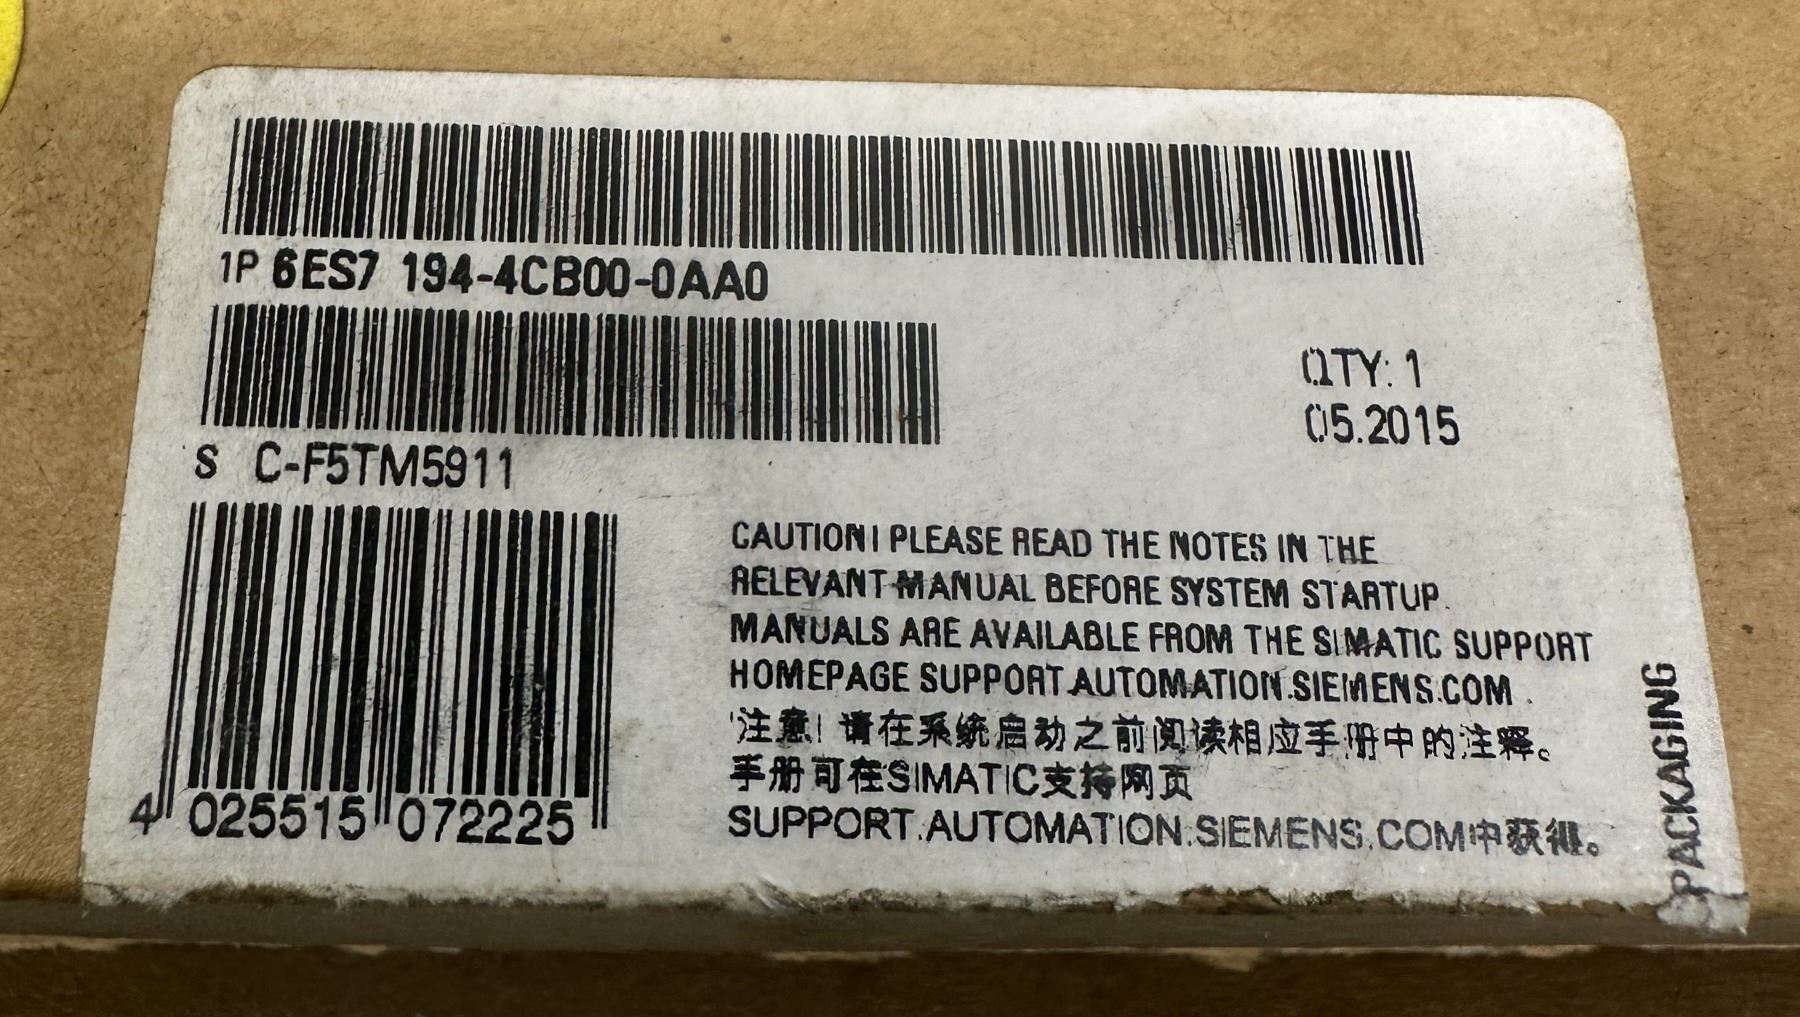 1P 6ES7 194-4CB00-0AA0
QTY: 1
05.2015
S C-F5TM5911
4 025515 072225
CAUTION! PLEASE READ THE NOTES IN THE
RELEVANT MANUAL BEFORE SYSTEM STARTUP.
MANUALS ARE AVAILABLE FROM THE SIMATIC SUPPORT
HOMEPAGE SUPPORT.AUTOMATION.SIEMENS.COM.
注意! 请在系统启动之前阅读相应手册中的注释。
手册可在SIMATIC支持网页
SUPPORT.AUTOMATION.SIEMENS.COM中获得。
PACKAGING